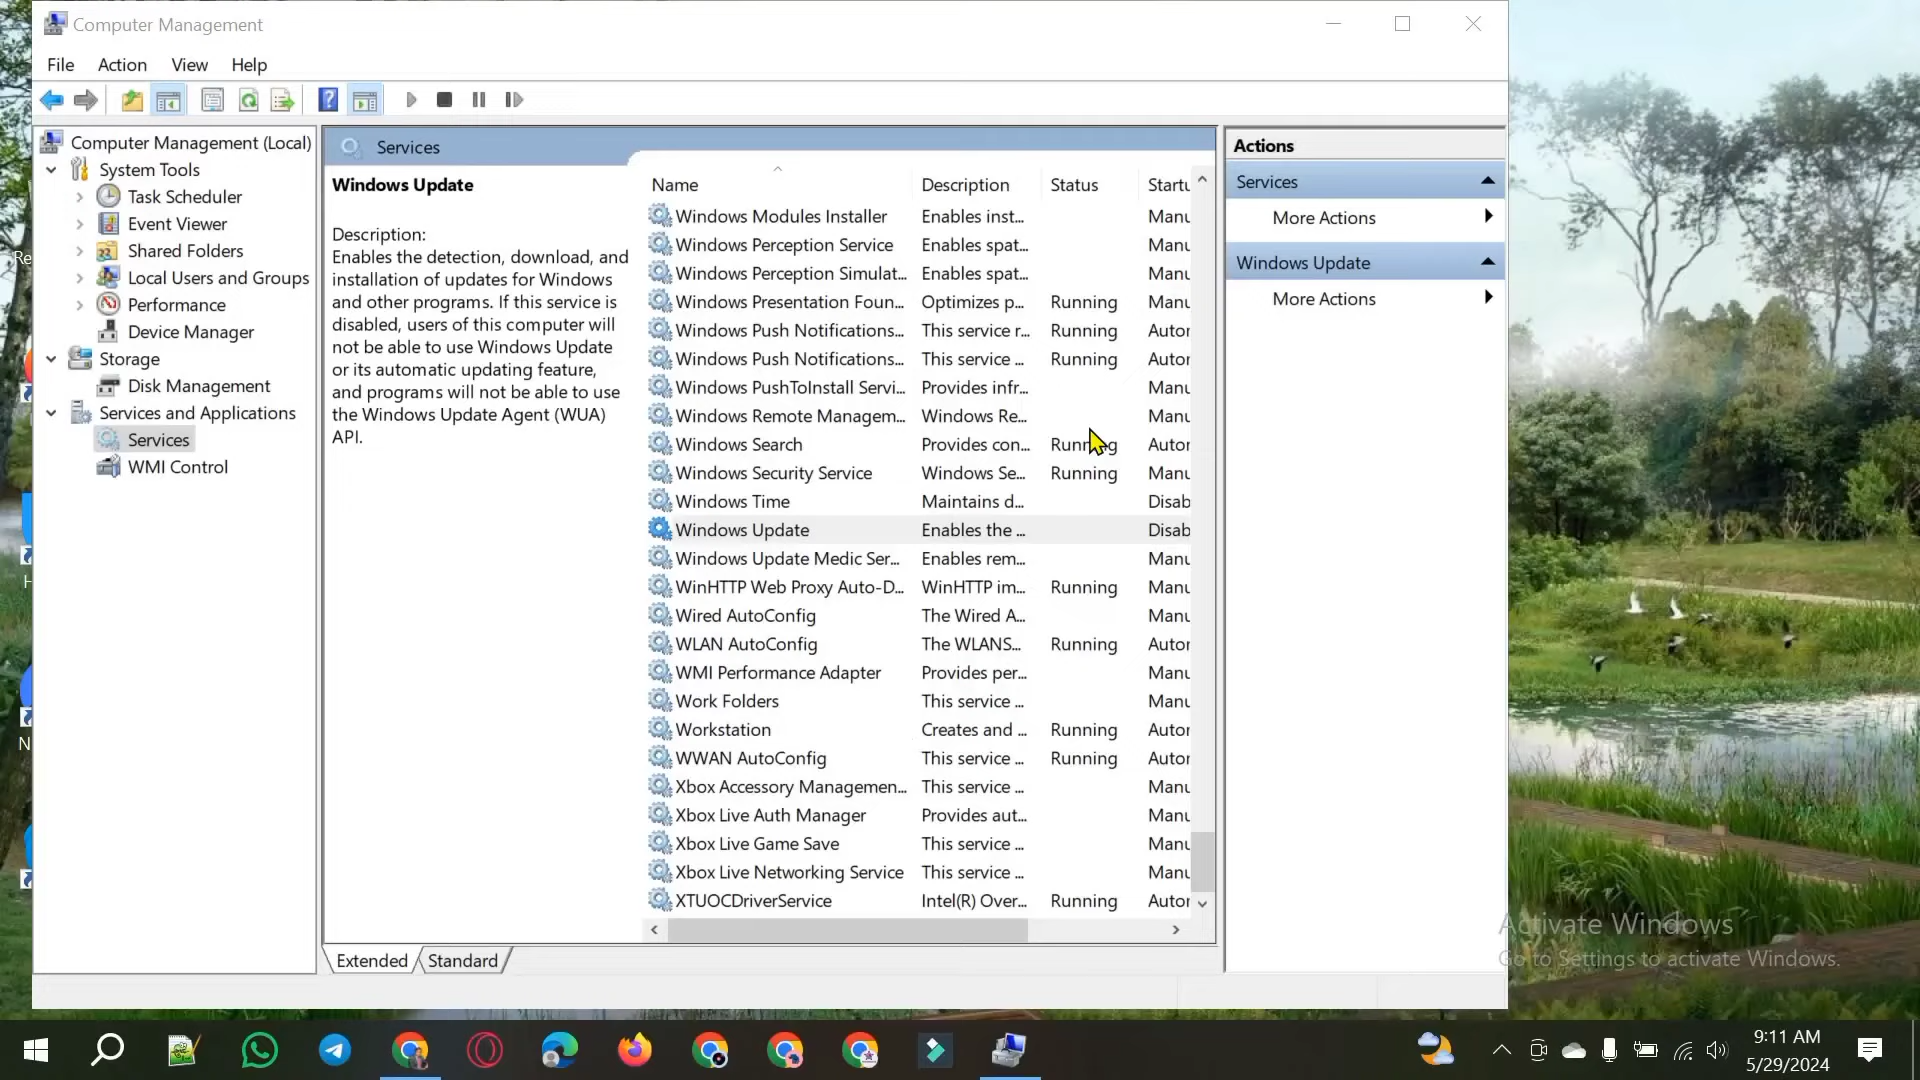 Computer Management
File Action View Help
Computer Management (Local)
System Tools
Task Scheduler
Event Viewer
Shared Folders
Local Users and Groups
Performance
Device Manager
Storage
Disk Management
Services and Applications
Services
WMI Control
Services
Windows Update
Description:
Enables the detection, download, and
installation of updates for Windows
and other programs. If this service is
disabled, users of this computer will
not be able to use Windows Update
or its automatic updating feature,
and programs will not be able to use
the Windows Update Agent (WUA)
API.
Name Description Status Startu
Windows Modules Installer Enables inst... Manu
Windows Perception Service Enables spat... Manu
Windows Perception Simulat... Enables spat... Manu
Windows Presentation Foun... Optimizes p... Running Manu
Windows Push Notifications... This service r... Running Autor
Windows Push Notifications... This service ... Running Autor
Windows PushToInstall Servi... Provides infr... Manu
Windows Remote Managem... Windows Re... Manu
Windows Search Provides con... Running Autor
Windows Security Service Windows Se... Running Manu
Windows Time Maintains d... Disab
Windows Update Enables the ... Disab
Windows Update Medic Ser... Enables rem... Manu
WinHTTP Web Proxy Auto-D... WinHTTP im... Running Manu
Wired AutoConfig The Wired A... Manu
WLAN AutoConfig The WLANS... Running Autor
WMI Performance Adapter Provides per... Manu
Work Folders This service ... Manu
Workstation Creates and ... Running Autor
WWAN AutoConfig This service ... Running Autor
Xbox Accessory Managemen... This service ... Manu
Xbox Live Auth Manager Provides aut... Manu
Xbox Live Game Save This service ... Manu
Xbox Live Networking Service This service ... Manu
XTUOCDriverService Intel(R) Over... Running Autor
Extended Standard
Actions
Services
More Actions
Windows Update
More Actions
Re
H
N
Activate Windows
Go to Settings to activate Windows.
9:11 AM
5/29/2024